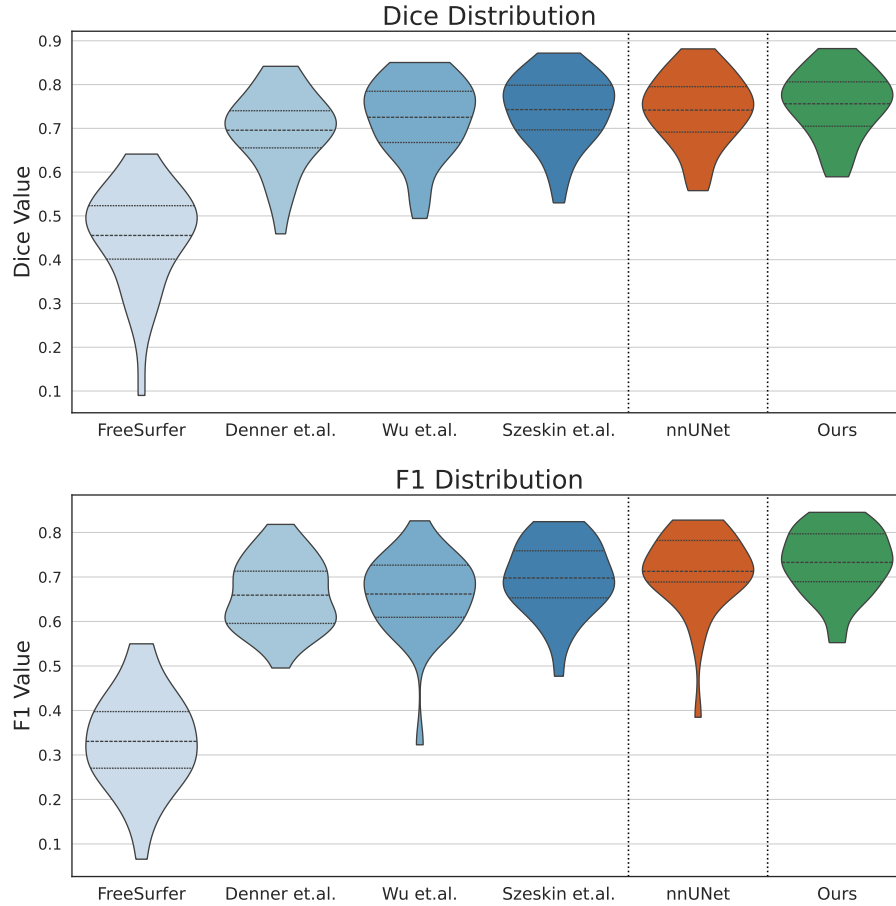 Dice Distribution
Dice Value
0.9
0.8
0.7
0.6
0.5
0.4
0.3
0.2
0.1
FreeSurfer Denner et.al. Wu et.al. Szeskin et.al. nnUNet Ours
F1 Distribution
F1 Value
0.8
0.7
0.6
0.5
0.4
0.3
0.2
0.1
FreeSurfer Denner et.al. Wu et.al. Szeskin et.al. nnUNet Ours